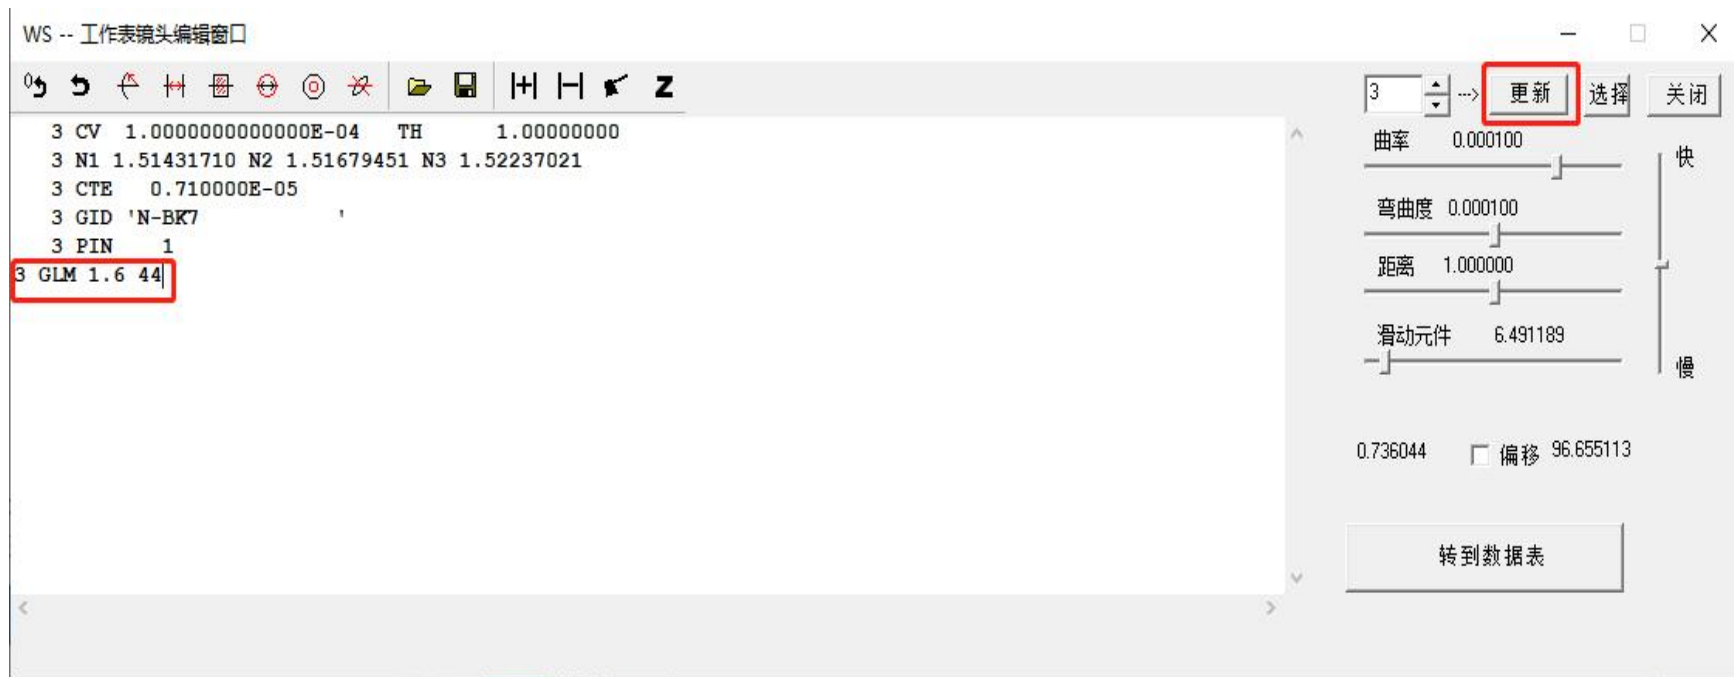 WS -- 工作表镜头编辑窗口
3 --> 更新 选择 关闭
3 CV 1.0000000000000E-04 TH 1.00000000
3 N1 1.51431710 N2 1.51679451 N3 1.52237021
3 CTE 0.710000E-05
3 GID 'N-BK7 '
3 PIN 1
3 GLM 1.6 44
曲率 0.000100
快
弯曲度 0.000100
距离 1.000000
滑动元件 6.491189
慢
0.736044 偏移 96.655113
转到数据表